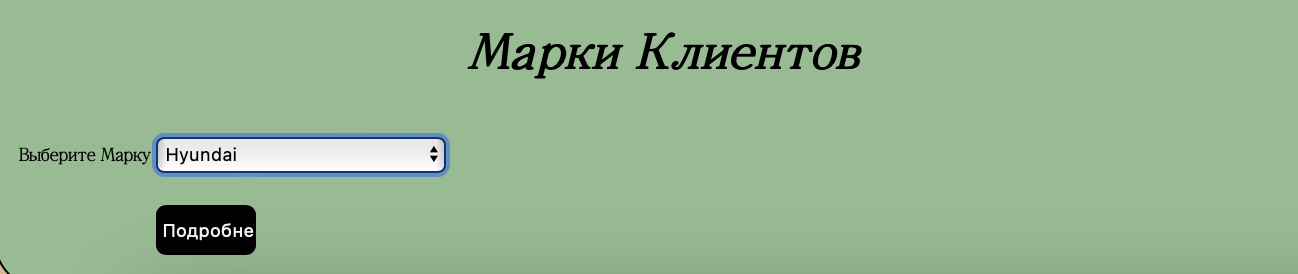 Марки Клиентов
Выберите Марку Hyundai
Подробне